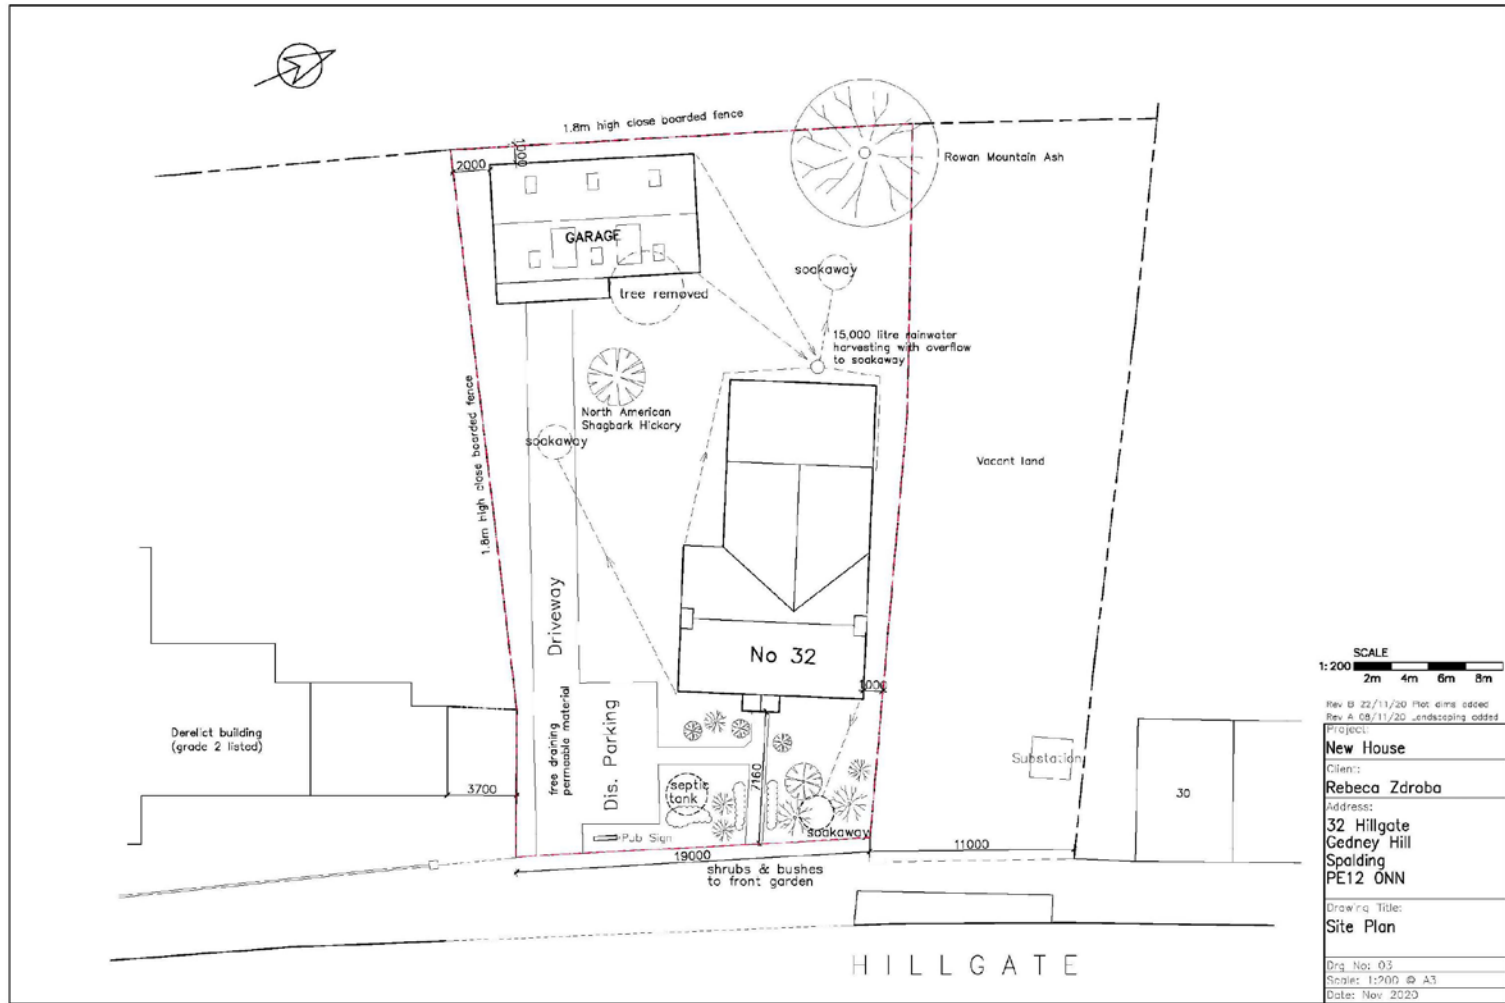 1.8m high close boarded fence
1000
2000
Rowan Mountain Ash
GARAGE
soakaway
tree removed
15,000 litre rainwater
harvesting with overflow
to soakaway
1.8m high close boarded fence
North American
Shagbark Hickory
soakaway
Vacant land
Driveway
No 32
1000
free draining
permeable material
Dis. Parking
Derelict building
(grade 2 listed)
3700
septic
tank
7160
Substation
30
Pub Sign
soakaway
19000
11000
shrubs & bushes
to front garden
HILLGATE
SCALE
1:200
2m 4m 6m 8m
Rev B 22/11/20 Plot dims added
Rev A 08/11/20 Landscaping added
Project:
New House
Client:
Rebeca Zdroba
Address:
32 Hillgate
Gedney Hill
Spalding
PE12 0NN
Drawing Title:
Site Plan
Drg No: 03
Scale: 1:200 @ A3
Date: Nov 2020